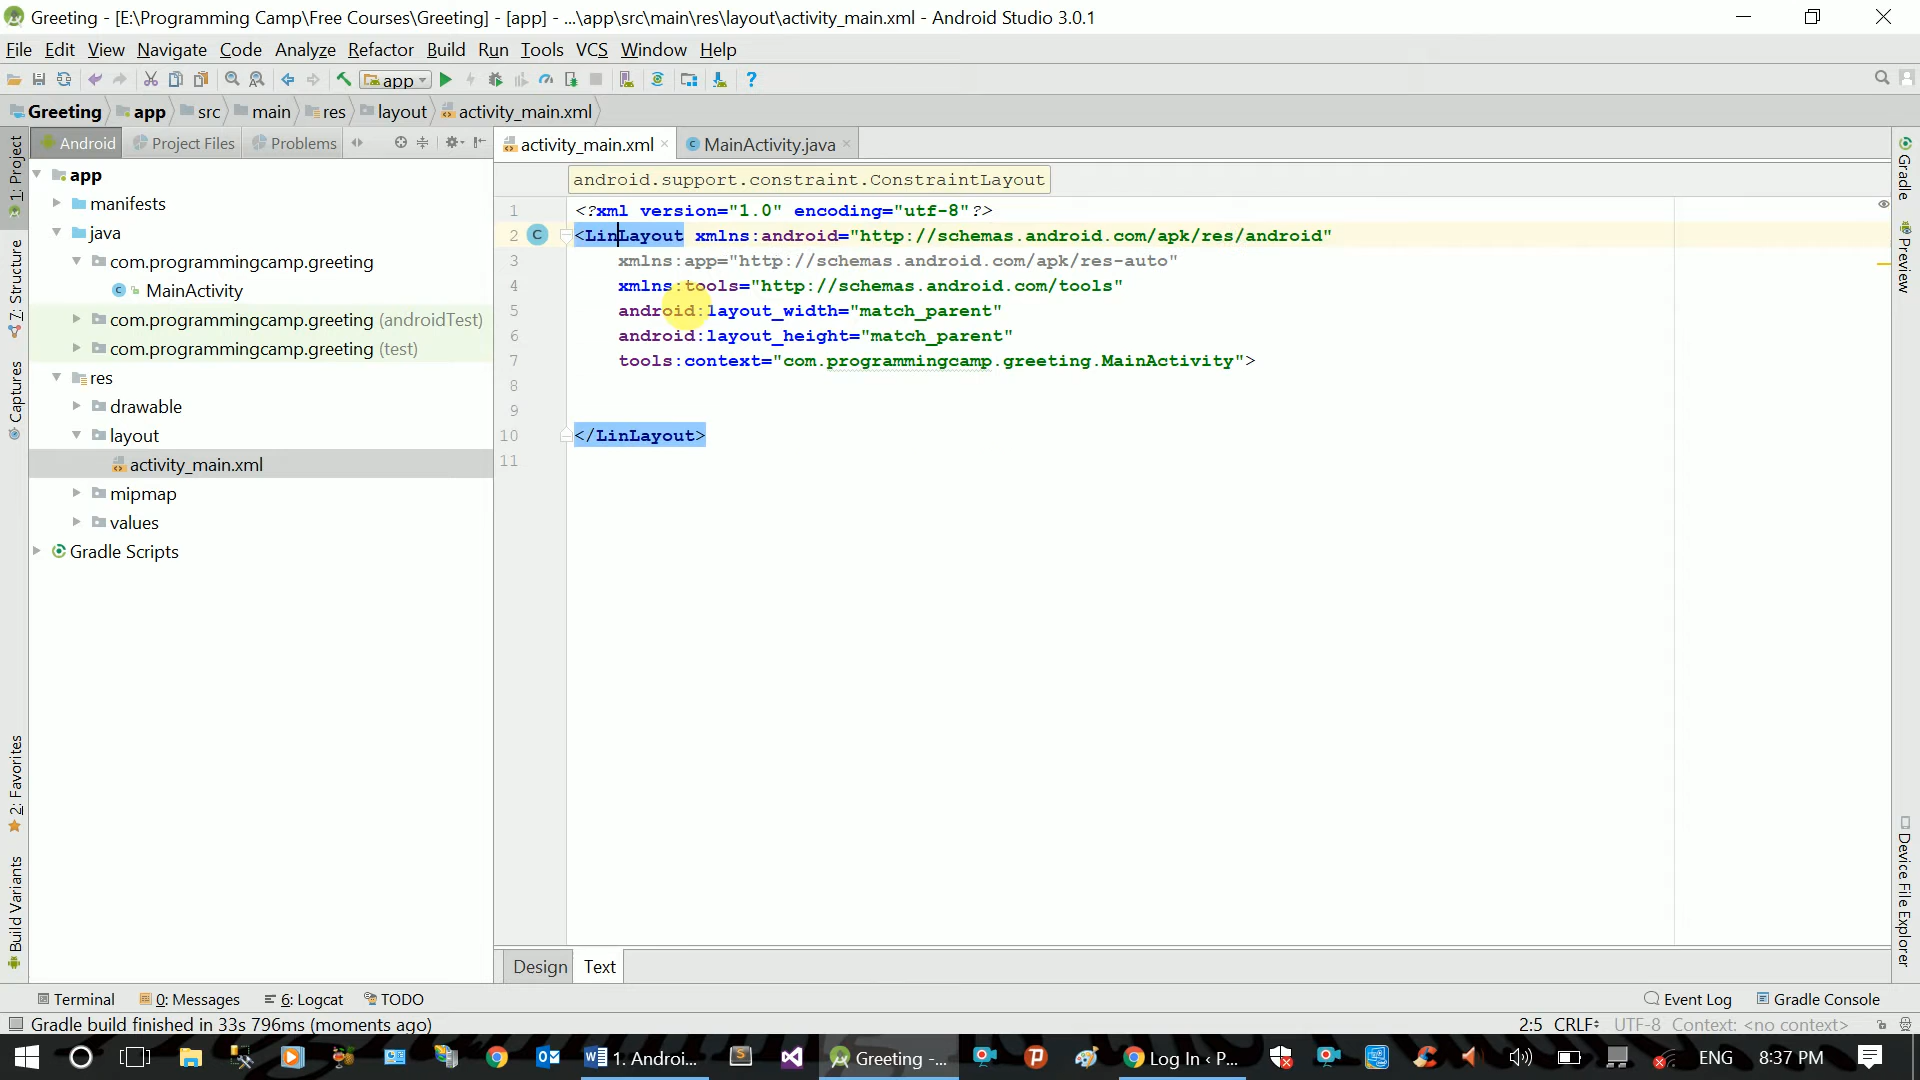 Greeting - [E:\Programming Camp\Free Courses\Greeting] - [app] - ...\app\src\main\res\layout\activity_main.xml - Android Studio 3.0.1
File Edit View Navigate Code Analyze Refactor Build Run Tools VCS Window Help
app
Greeting app src main res layout activity_main.xml
1: Project
7: Structure
Captures
2: Favorites
Build Variants
Android Project Files Problems
app
manifests
java
com.programmingcamp.greeting
MainActivity
com.programmingcamp.greeting (androidTest)
com.programmingcamp.greeting (test)
res
drawable
layout
activity_main.xml
mipmap
values
Gradle Scripts
activity_main.xml MainActivity.java
android.support.constraint.ConstraintLayout
1 <?xml version="1.0" encoding="utf-8"?>
2 <LinLayout xmlns:android="http://schemas.android.com/apk/res/android"
3 xmlns:app="http://schemas.android.com/apk/res-auto"
4 xmlns:tools="http://schemas.android.com/tools"
5 android:layout_width="match_parent"
6 android:layout_height="match_parent"
7 tools:context="com.programmingcamp.greeting.MainActivity">
8
9
10 </LinLayout>
11
Design Text
Gradle
Preview
Device File Explorer
Terminal 0: Messages 6: Logcat TODO Event Log Gradle Console
Gradle build finished in 33s 796ms (moments ago) 2:5 CRLF UTF-8 Context: <no context>
1. Androi... Greeting -... Log In ‹ P... ENG 8:37 PM